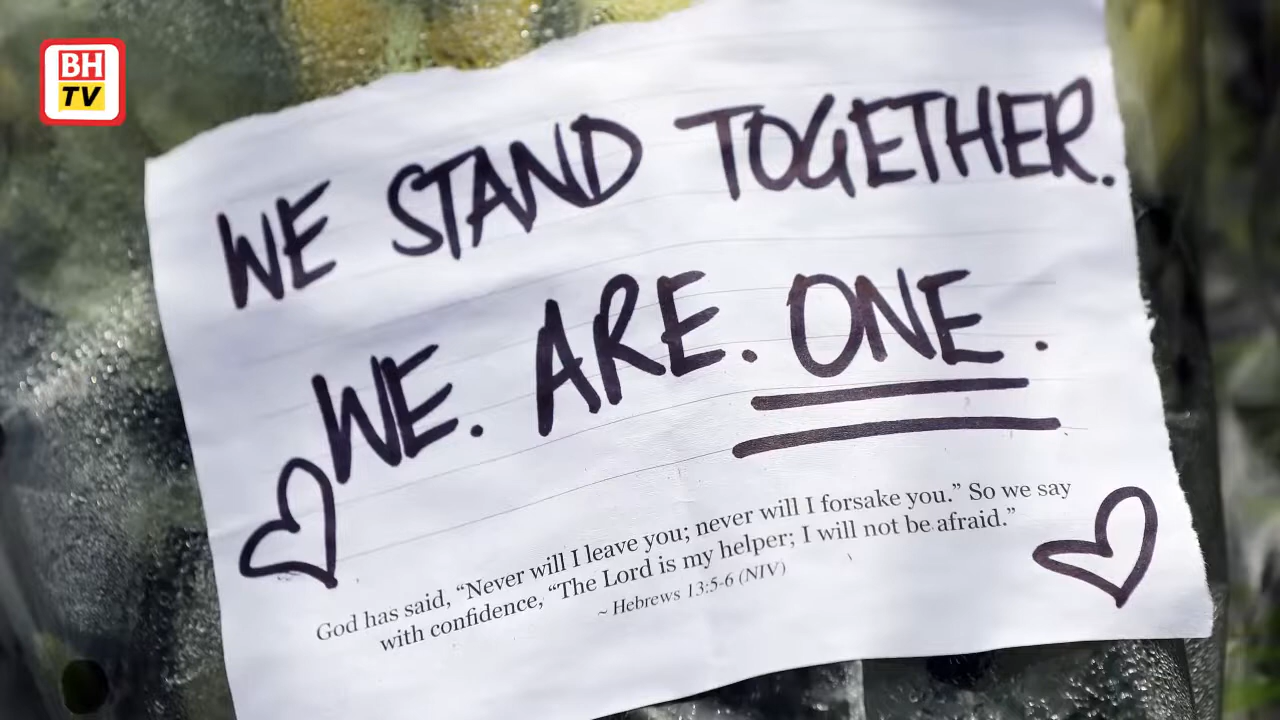 BH
TV
WE STAND TOGETHER.
WE. ARE. ONE.
God has said, “Never will I leave you; never will I forsake you.” So we say
with confidence, “The Lord is my helper; I will not be afraid.”
~ Hebrews 13:5-6 (NIV)